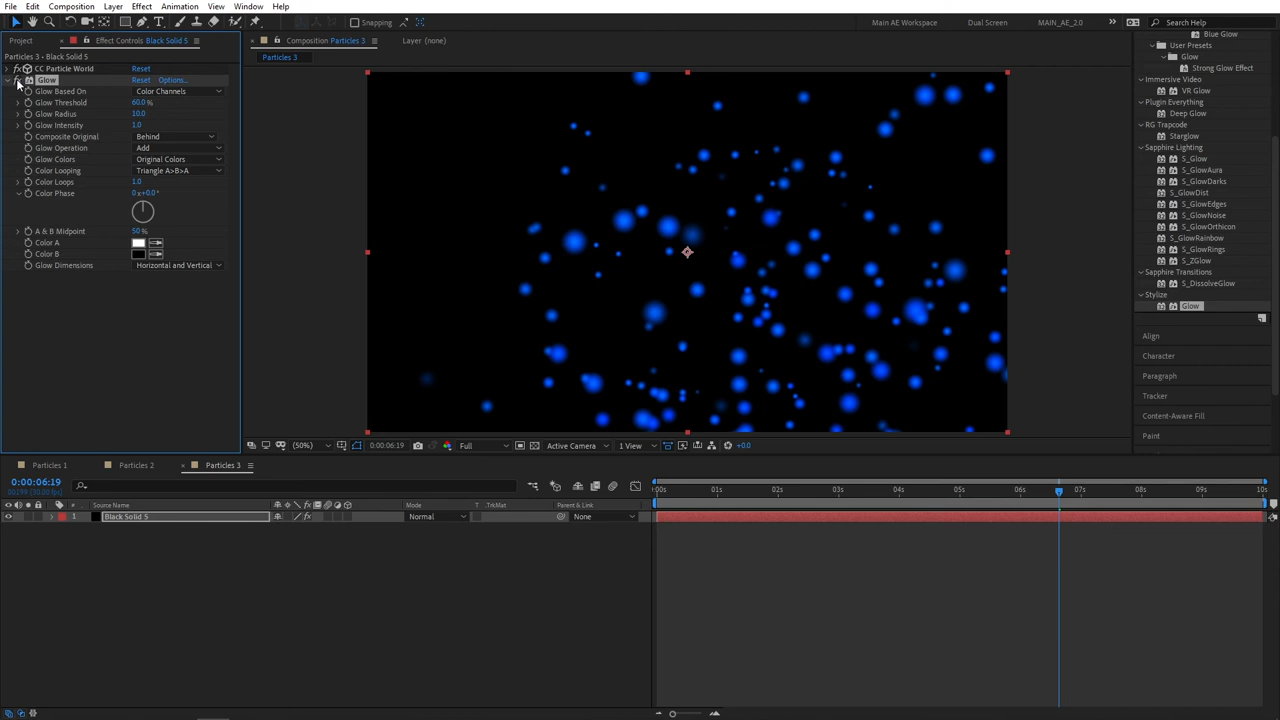 File Edit Composition Layer Effect Animation View Window Help
Snapping Main AE Workspace Dual Screen MAIN_AE_2.0 Search Help
Project Effect Controls Black Solid 5 Composition Particles 3 Layer (none)
Particles 3 • Black Solid 5
Particles 3
fx CC Particle World Reset
Glow Reset Options...
Glow Based On Color Channels
Glow Threshold 60.0 %
Glow Radius 10.0
Glow Intensity 1.0
Composite Original Behind
Glow Operation Add
Glow Colors Original Colors
Color Looping Triangle A>B>A
Color Loops 1.0
Color Phase 0 x+0.0°
A & B Midpoint 50 %
Color A
Color B
Glow Dimensions Horizontal and Vertical
Blue Glow
User Presets
Glow
Strong Glow Effect
Immersive Video
VR Glow
Plugin Everything
Deep Glow
RG Trapcode
Starglow
Sapphire Lighting
S_Glow
S_GlowAura
S_GlowDarks
S_GlowDist
S_GlowEdges
S_GlowNoise
S_GlowOrthicon
S_GlowRainbow
S_GlowRings
S_ZGlow
Sapphire Transitions
S_DissolveGlow
Stylize
Glow
Align
Character
Paragraph
Tracker
Content-Aware Fill
Paint
(50%) 0:00:06:19 Full Active Camera 1 View +0.0
Particles 1 Particles 2 Particles 3
0:00:06:19
00199 (30.00 fps)
# Source Name fx Mode T .TrkMat Parent & Link
:00s 01s 02s 03s 04s 05s 06s 07s 08s 09s 10s
1 Black Solid 5 fx Normal None